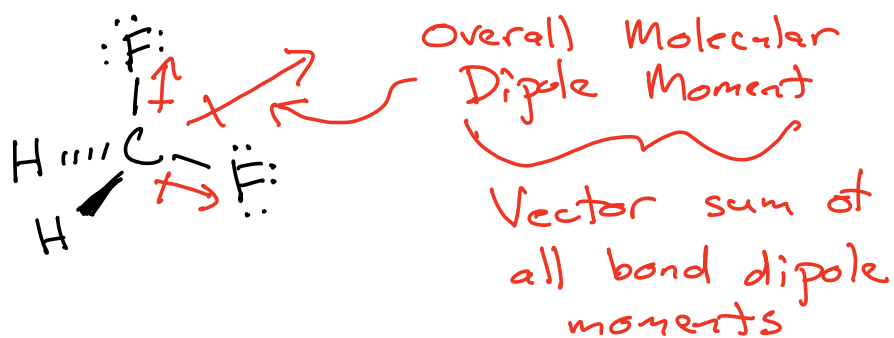 F
Overall Molecular
Dipole Moment
H C F
H
Vector sum of
all bond dipole
moments